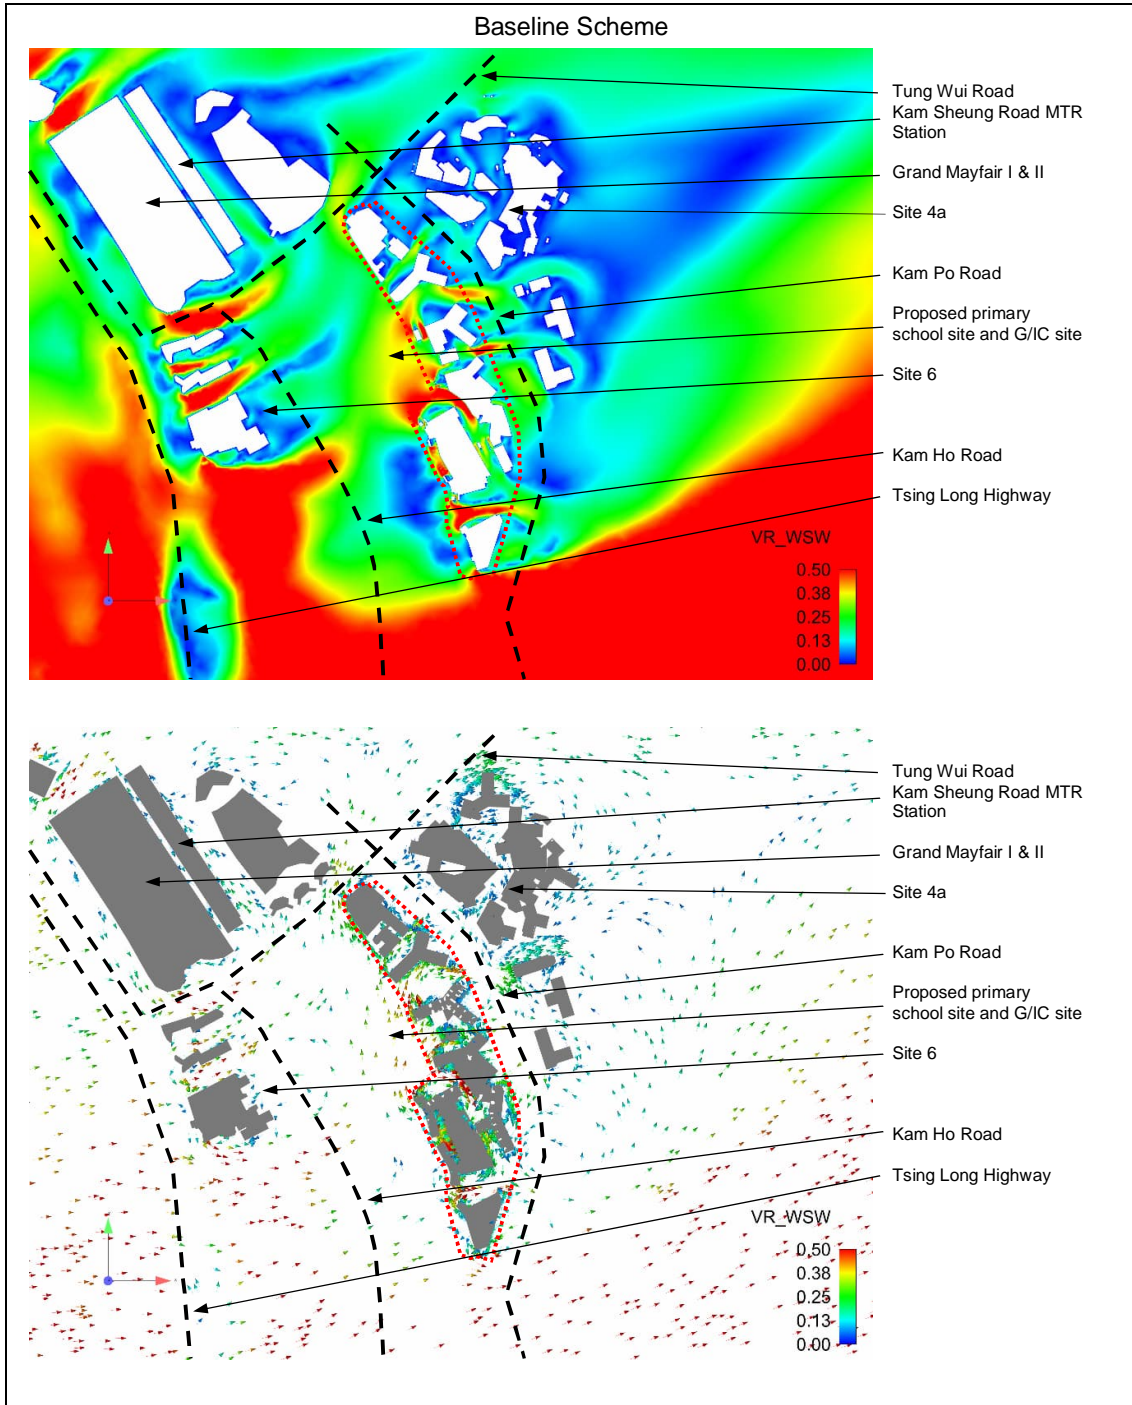 Baseline Scheme
Tung Wui Road
Kam Sheung Road MTR
Station
Grand Mayfair I & II
Site 4a
Kam Po Road
Proposed primary
school site and G/IC site
Site 6
Kam Ho Road
Tsing Long Highway
VR_WSW
0.50
0.38
0.25
0.13
0.00
Tung Wui Road
Kam Sheung Road MTR
Station
Grand Mayfair I & II
Site 4a
Kam Po Road
Proposed primary
school site and G/IC site
Site 6
Kam Ho Road
Tsing Long Highway
VR_WSW
0.50
0.38
0.25
0.13
0.00